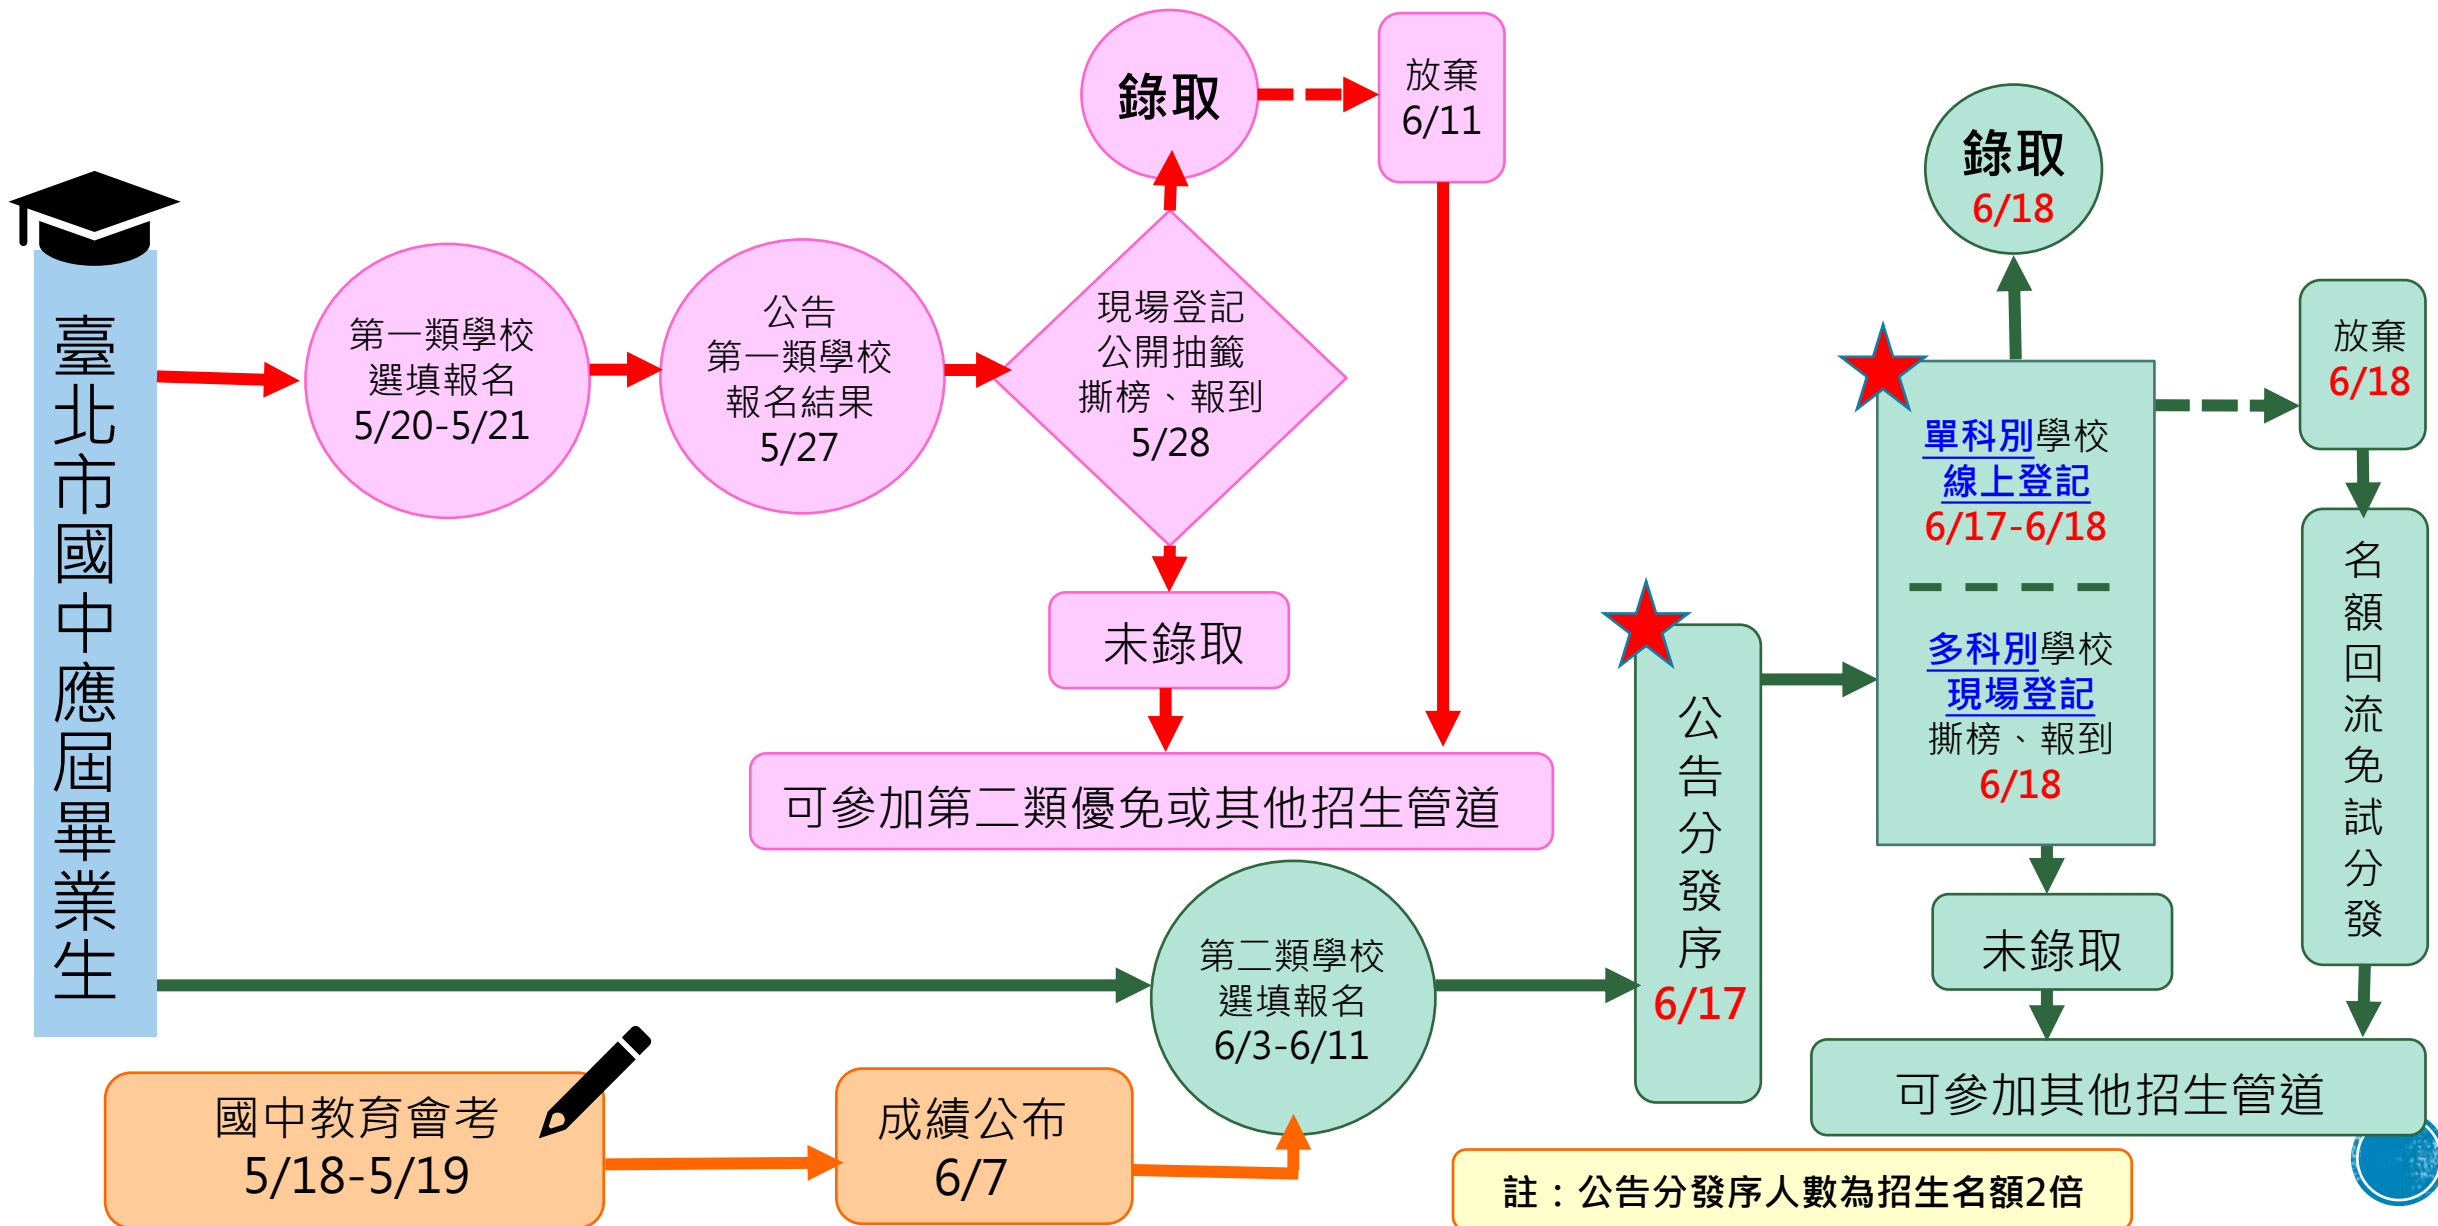 臺北市國中應屆畢業生
第一類學校
選填報名
5/20-5/21
公告
第一類學校
報名結果
5/27
現場登記
公開抽籤
撕榜、報到
5/28
錄取
放棄
6/11
未錄取
可參加第二類優免或其他招生管道
國中教育會考
5/18-5/19
成績公布
6/7
第二類學校
選填報名
6/3-6/11
公告分發序
6/17
單科別學校
線上登記
6/17-6/18
多科別學校
現場登記
撕榜、報到
6/18
錄取
6/18
放棄
6/18
名額回流免試分發
未錄取
可參加其他招生管道
註：公告分發序人數為招生名額2倍